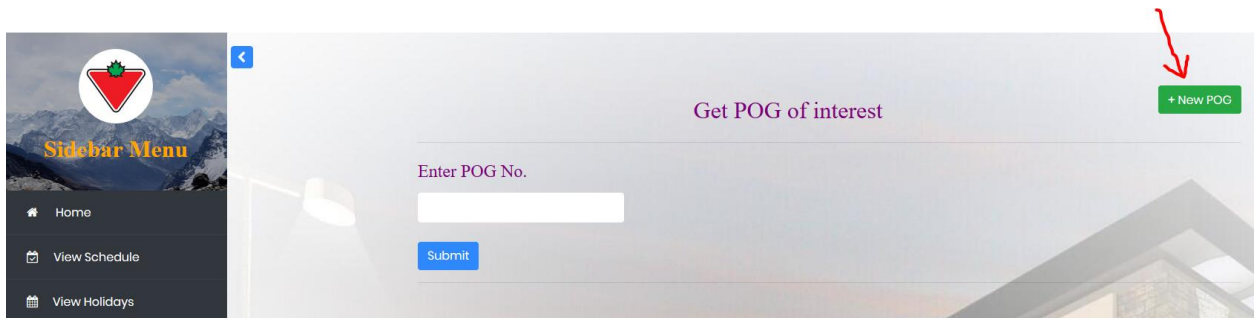 Sidebar Menu
Home
View Schedule
View Holidays
Get POG of interest
+ New POG
Enter POG No.
Submit